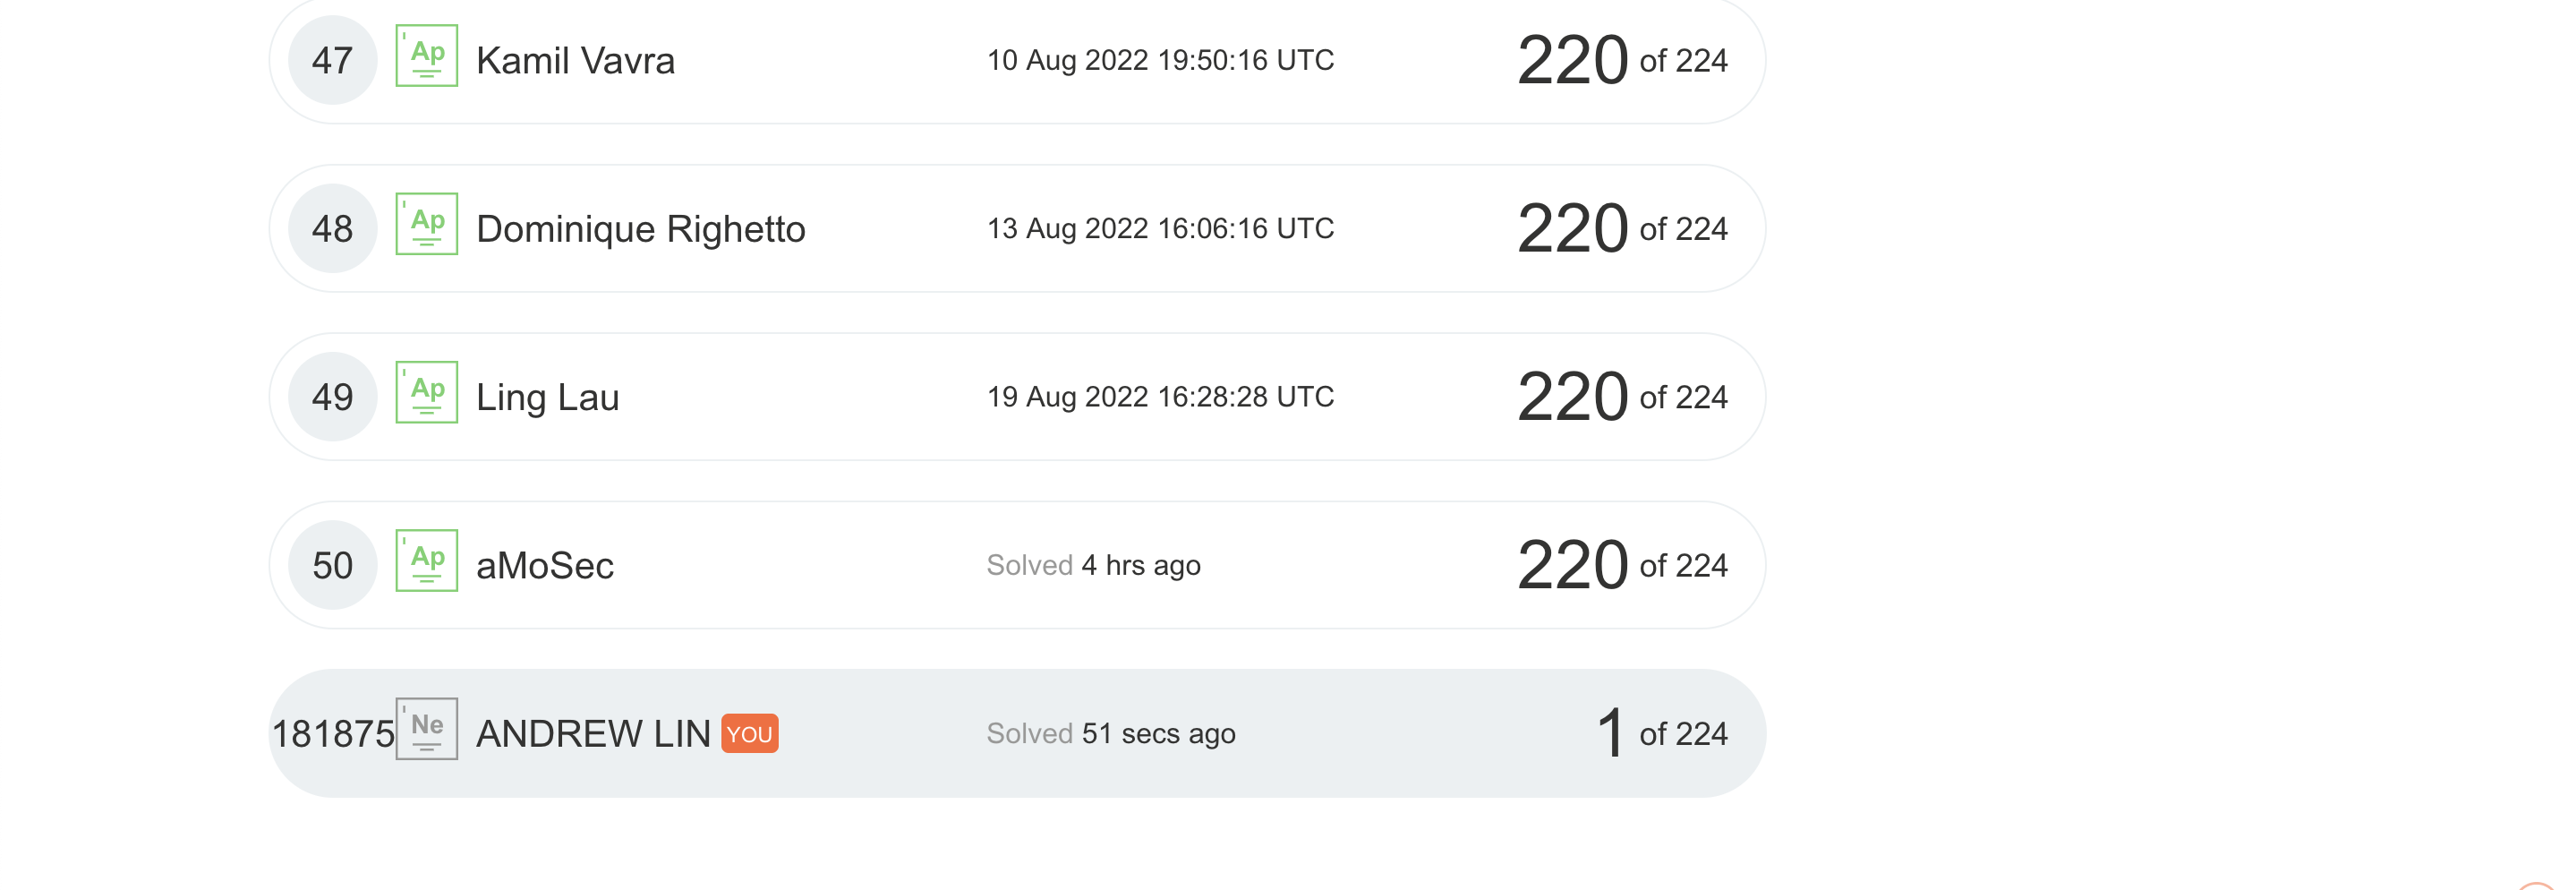 47 Ap Kamil Vavra 10 Aug 2022 19:50:16 UTC 220 of 224
48 Ap Dominique Righetto 13 Aug 2022 16:06:16 UTC 220 of 224
49 Ap Ling Lau 19 Aug 2022 16:28:28 UTC 220 of 224
50 Ap aMoSec Solved 4 hrs ago 220 of 224
181875 Ne ANDREW LIN YOU Solved 51 secs ago 1 of 224